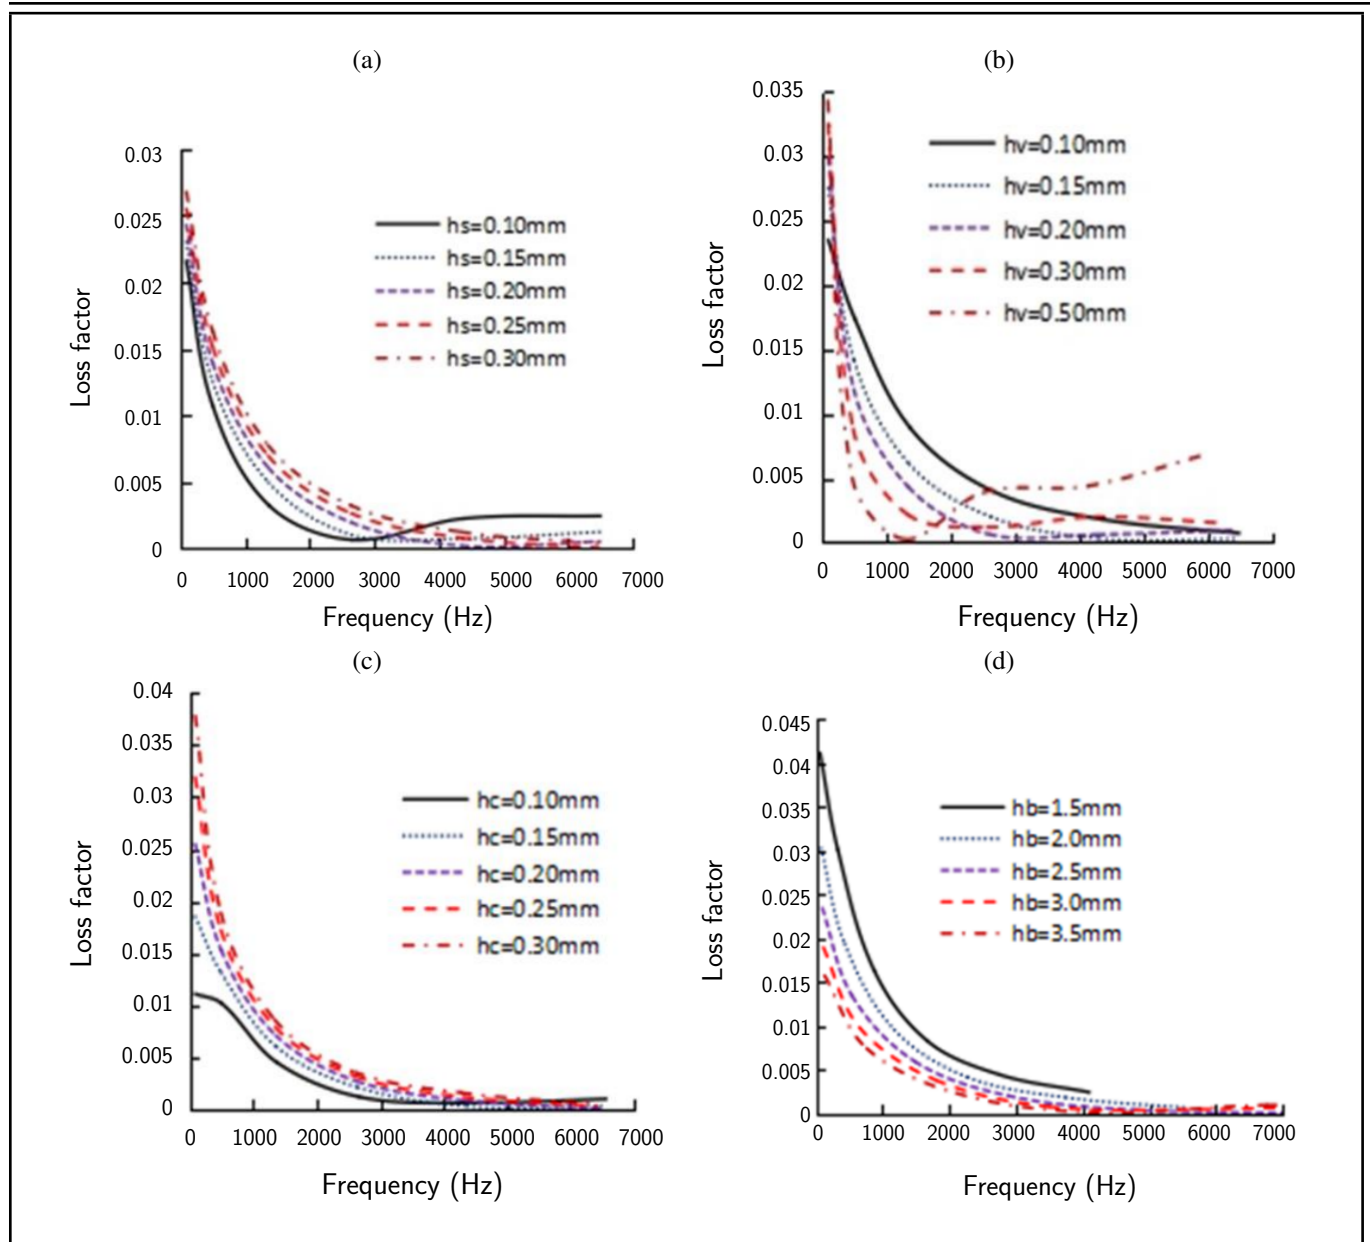 (a)
0.03
0.025
0.02
0.015
0.01
0.005
0
Loss factor
hs=0.10mm
hs=0.15mm
hs=0.20mm
hs=0.25mm
hs=0.30mm
0 1000 2000 3000 4000 5000 6000 7000
Frequency (Hz)
(b)
0.035
0.03
0.025
0.02
0.015
0.01
0.005
0
Loss factor
hv=0.10mm
hv=0.15mm
hv=0.20mm
hv=0.30mm
hv=0.50mm
0 1000 2000 3000 4000 5000 6000 7000
Frequency (Hz)
(c)
0.04
0.035
0.03
0.025
0.02
0.015
0.01
0.005
0
Loss factor
hc=0.10mm
hc=0.15mm
hc=0.20mm
hc=0.25mm
hc=0.30mm
0 1000 2000 3000 4000 5000 6000 7000
Frequency (Hz)
(d)
0.045
0.04
0.035
0.03
0.025
0.02
0.015
0.01
0.005
0
Loss factor
hb=1.5mm
hb=2.0mm
hb=2.5mm
hb=3.0mm
hb=3.5mm
0 1000 2000 3000 4000 5000 6000 7000
Frequency (Hz)